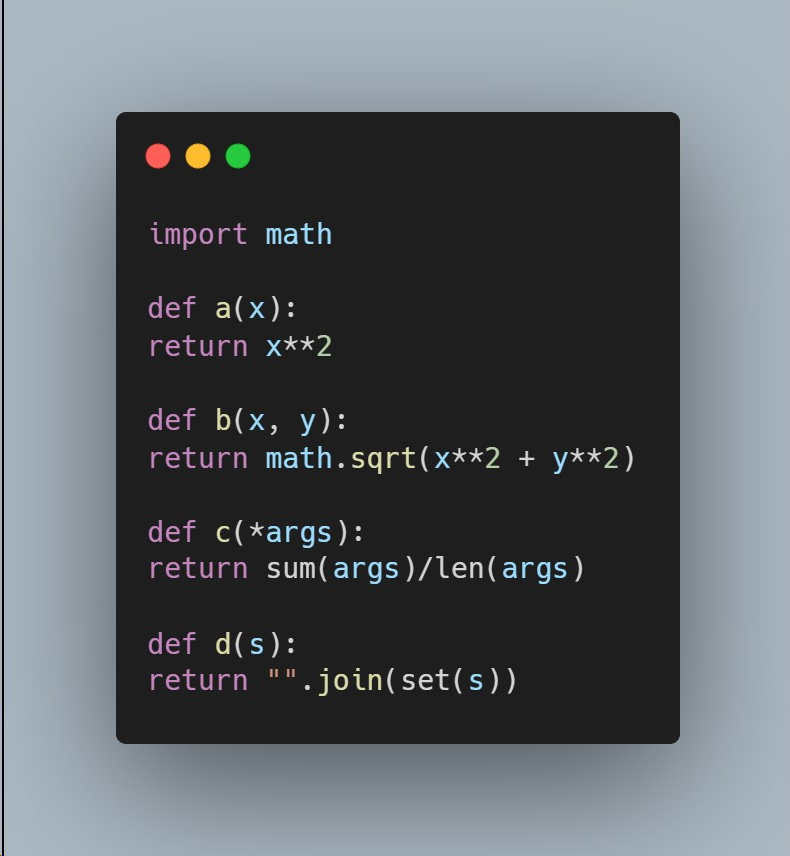 import math
def a(x):
return x**2
def b(x, y):
return math.sqrt(x**2 + y**2)
def c(*args):
return sum(args)/len(args)
def d(s):
return "".join(set(s))